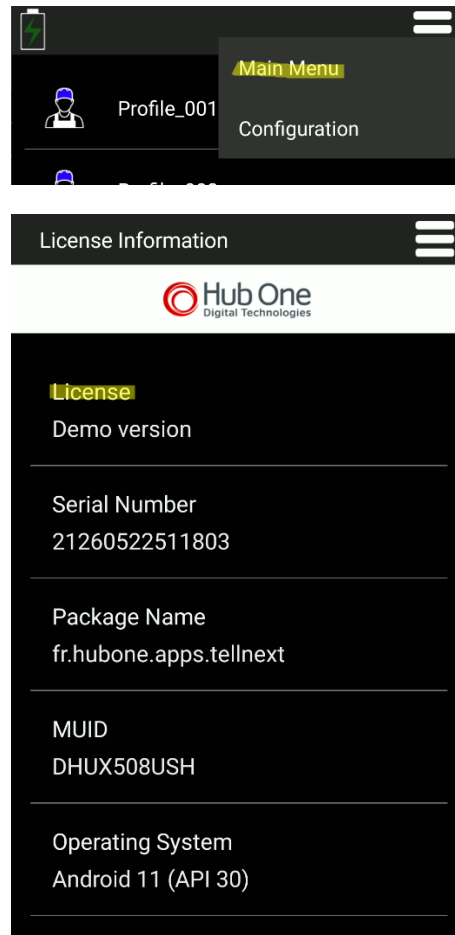 Main Menu
Profile_001
Configuration
License Information
Hub One
Digital Technologies
License
Demo version
Serial Number
21260522511803
Package Name
fr.hubone.apps.tellnext
MUID
DHUX508USH
Operating System
Android 11 (API 30)